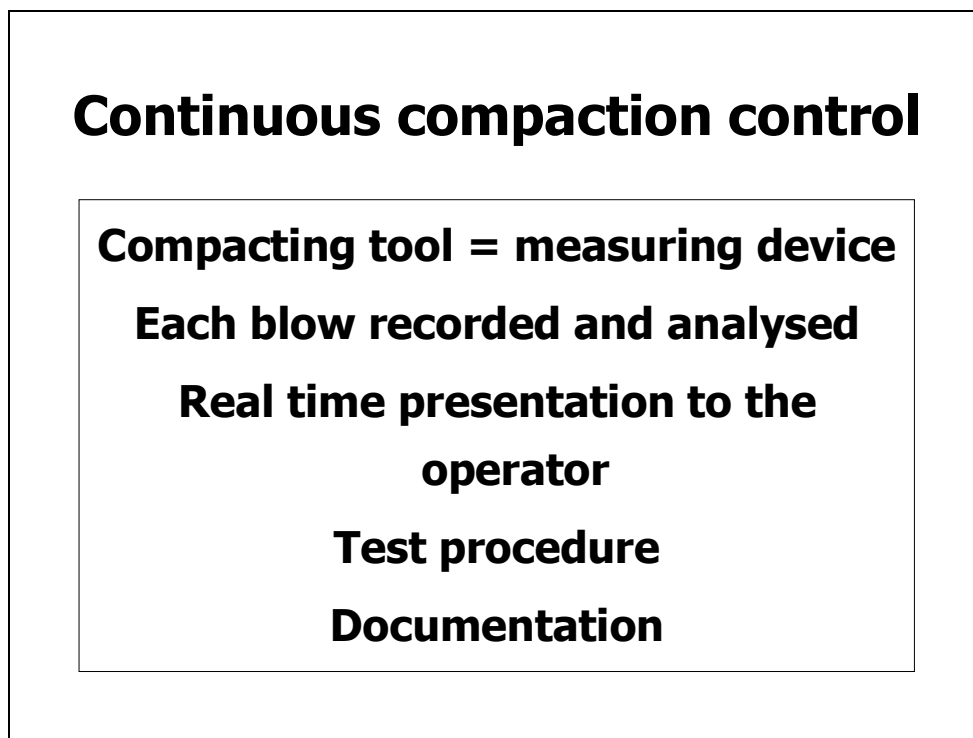 Continuous compaction control
Compacting tool = measuring device
Each blow recorded and analysed
Real time presentation to the
operator
Test procedure
Documentation